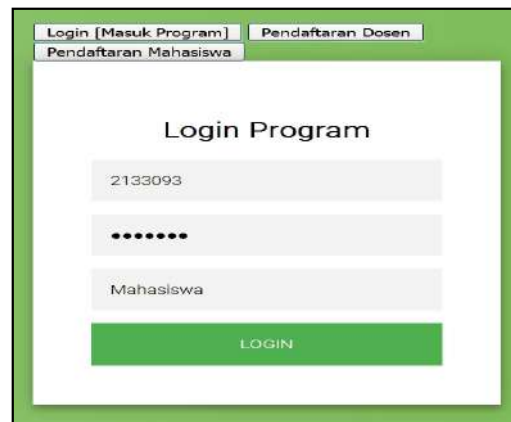 Login [Masuk Program] Pendaftaran Dosen
Pendaftaran Mahasiswa
Login Program
2133093
•••••••
Mahasiswa
LOGIN